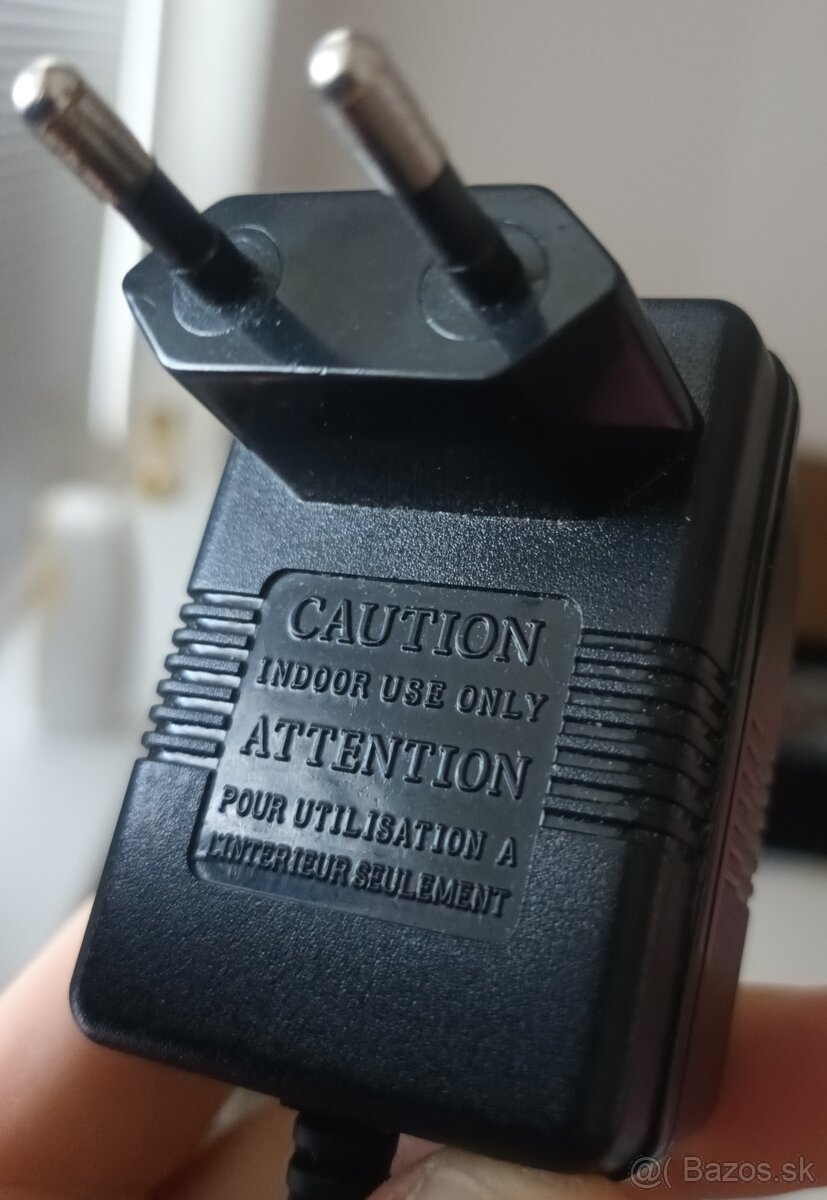 CAUTION
INDOOR USE ONLY
ATTENTION
POUR UTILISATION A
L'INTERIEUR SEULEMENT
@( Bazos.sk